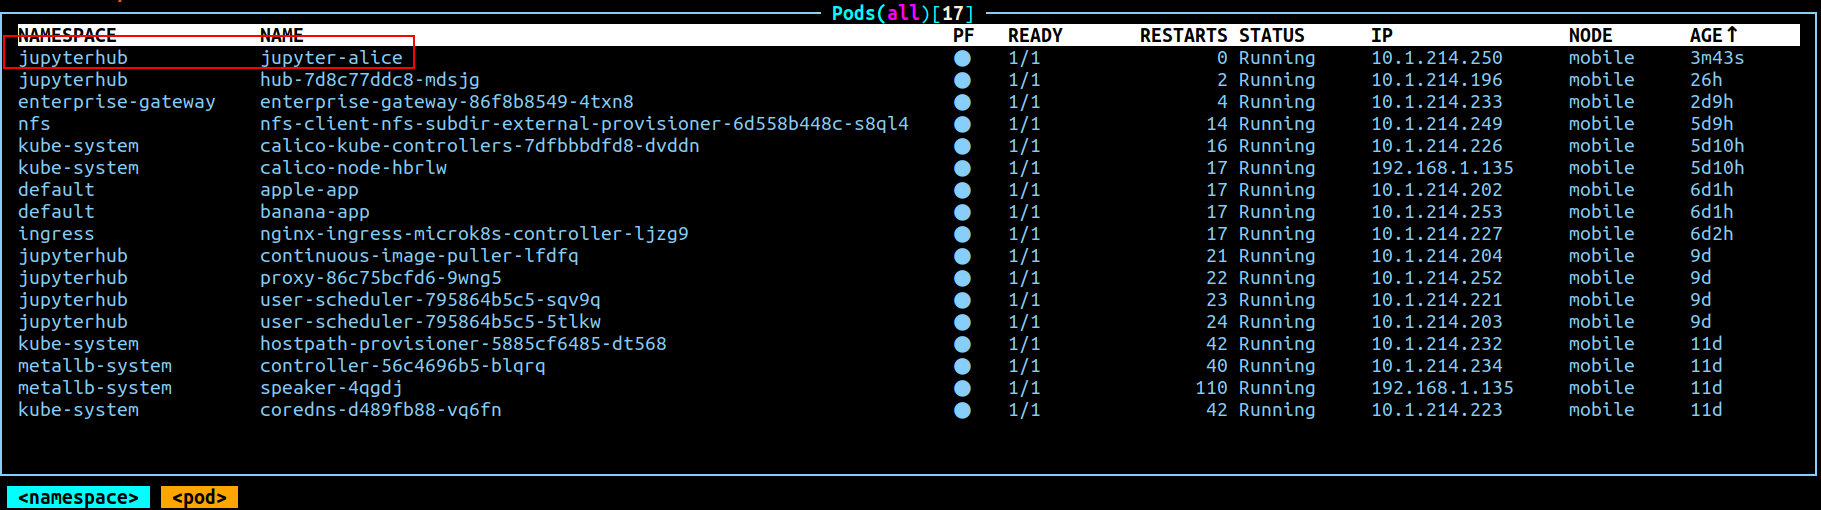 Pods(all)[17]
NAMESPACE NAME PF READY RESTARTS STATUS IP NODE AGE↑
jupyterhub jupyter-alice ● 1/1 0 Running 10.1.214.250 mobile 3m43s
jupyterhub hub-7d8c77ddc8-mdsjg ● 1/1 2 Running 10.1.214.196 mobile 26h
enterprise-gateway enterprise-gateway-86f8b8549-4txn8 ● 1/1 4 Running 10.1.214.233 mobile 2d9h
nfs nfs-client-nfs-subdir-external-provisioner-6d558b448c-s8ql4 ● 1/1 14 Running 10.1.214.249 mobile 5d9h
kube-system calico-kube-controllers-7dfbbbdfd8-dvddn ● 1/1 16 Running 10.1.214.226 mobile 5d10h
kube-system calico-node-hbrlw ● 1/1 17 Running 192.168.1.135 mobile 5d10h
default apple-app ● 1/1 17 Running 10.1.214.202 mobile 6d1h
default banana-app ● 1/1 17 Running 10.1.214.253 mobile 6d1h
ingress nginx-ingress-microk8s-controller-ljzg9 ● 1/1 17 Running 10.1.214.227 mobile 6d2h
jupyterhub continuous-image-puller-lfdfq ● 1/1 21 Running 10.1.214.204 mobile 9d
jupyterhub proxy-86c75bcfd6-9wng5 ● 1/1 22 Running 10.1.214.252 mobile 9d
jupyterhub user-scheduler-795864b5c5-sqv9q ● 1/1 23 Running 10.1.214.221 mobile 9d
jupyterhub user-scheduler-795864b5c5-5tlkw ● 1/1 24 Running 10.1.214.203 mobile 9d
kube-system hostpath-provisioner-5885cf6485-dt568 ● 1/1 42 Running 10.1.214.232 mobile 11d
metallb-system controller-56c4696b5-blqrq ● 1/1 40 Running 10.1.214.234 mobile 11d
metallb-system speaker-4qgdj ● 1/1 110 Running 192.168.1.135 mobile 11d
kube-system coredns-d489fb88-vq6fn ● 1/1 42 Running 10.1.214.223 mobile 11d
<namespace> <pod>